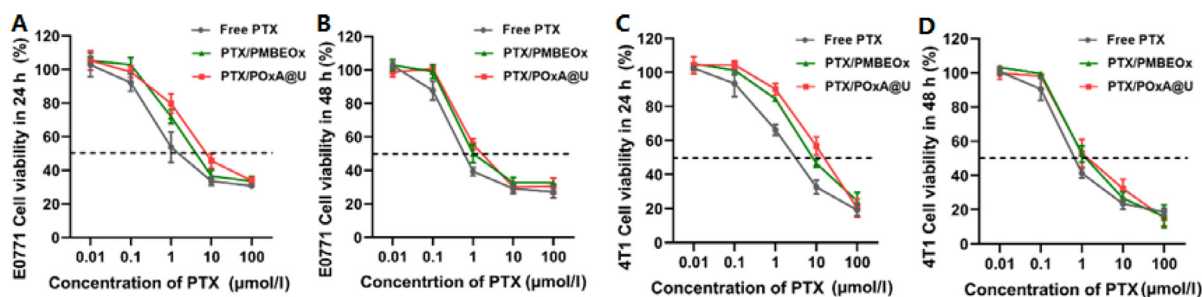 A
E0771 Cell viability in 24 h (%)
120
100
80
60
40
20
0
Free PTX
PTX/PMBEOx
PTX/POxA@U
0.01 0.1 1 10 100
Concentration of PTX (μmol/l)
B
E0771 Cell viability in 48 h (%)
120
100
80
60
40
20
0
Free PTX
PTX/PMBEOx
PTX/POxA@U
0.01 0.1 1 10 100
Concentrtion of PTX (μmol/l)
C
4T1 Cell viability in 24 h (%)
120
100
80
60
40
20
0
Free PTX
PTX/PMBEOx
PTX/POxA@U
0.01 0.1 1 10 100
Concentration of PTX (μmol/l)
D
4T1 Cell viability in 48 h (%)
120
100
80
60
40
20
0
Free PTX
PTX/PMBEOx
PTX/POxA@U
0.01 0.1 1 10 100
Concentration of PTX (μmol/l)